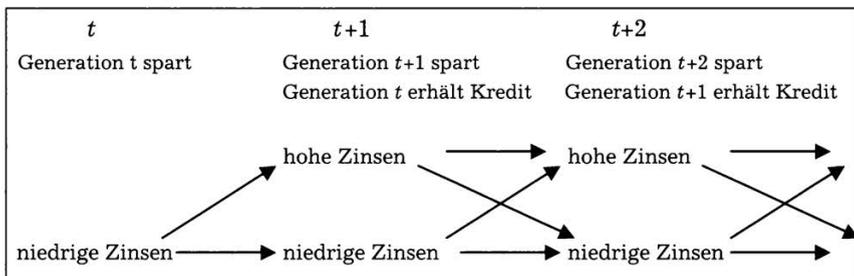 t t+1 t+2
Generation t spart Generation t+1 spart Generation t+2 spart
Generation t erhält Kredit Generation t+1 erhält Kredit
hohe Zinsen hohe Zinsen
niedrige Zinsen niedrige Zinsen niedrige Zinsen